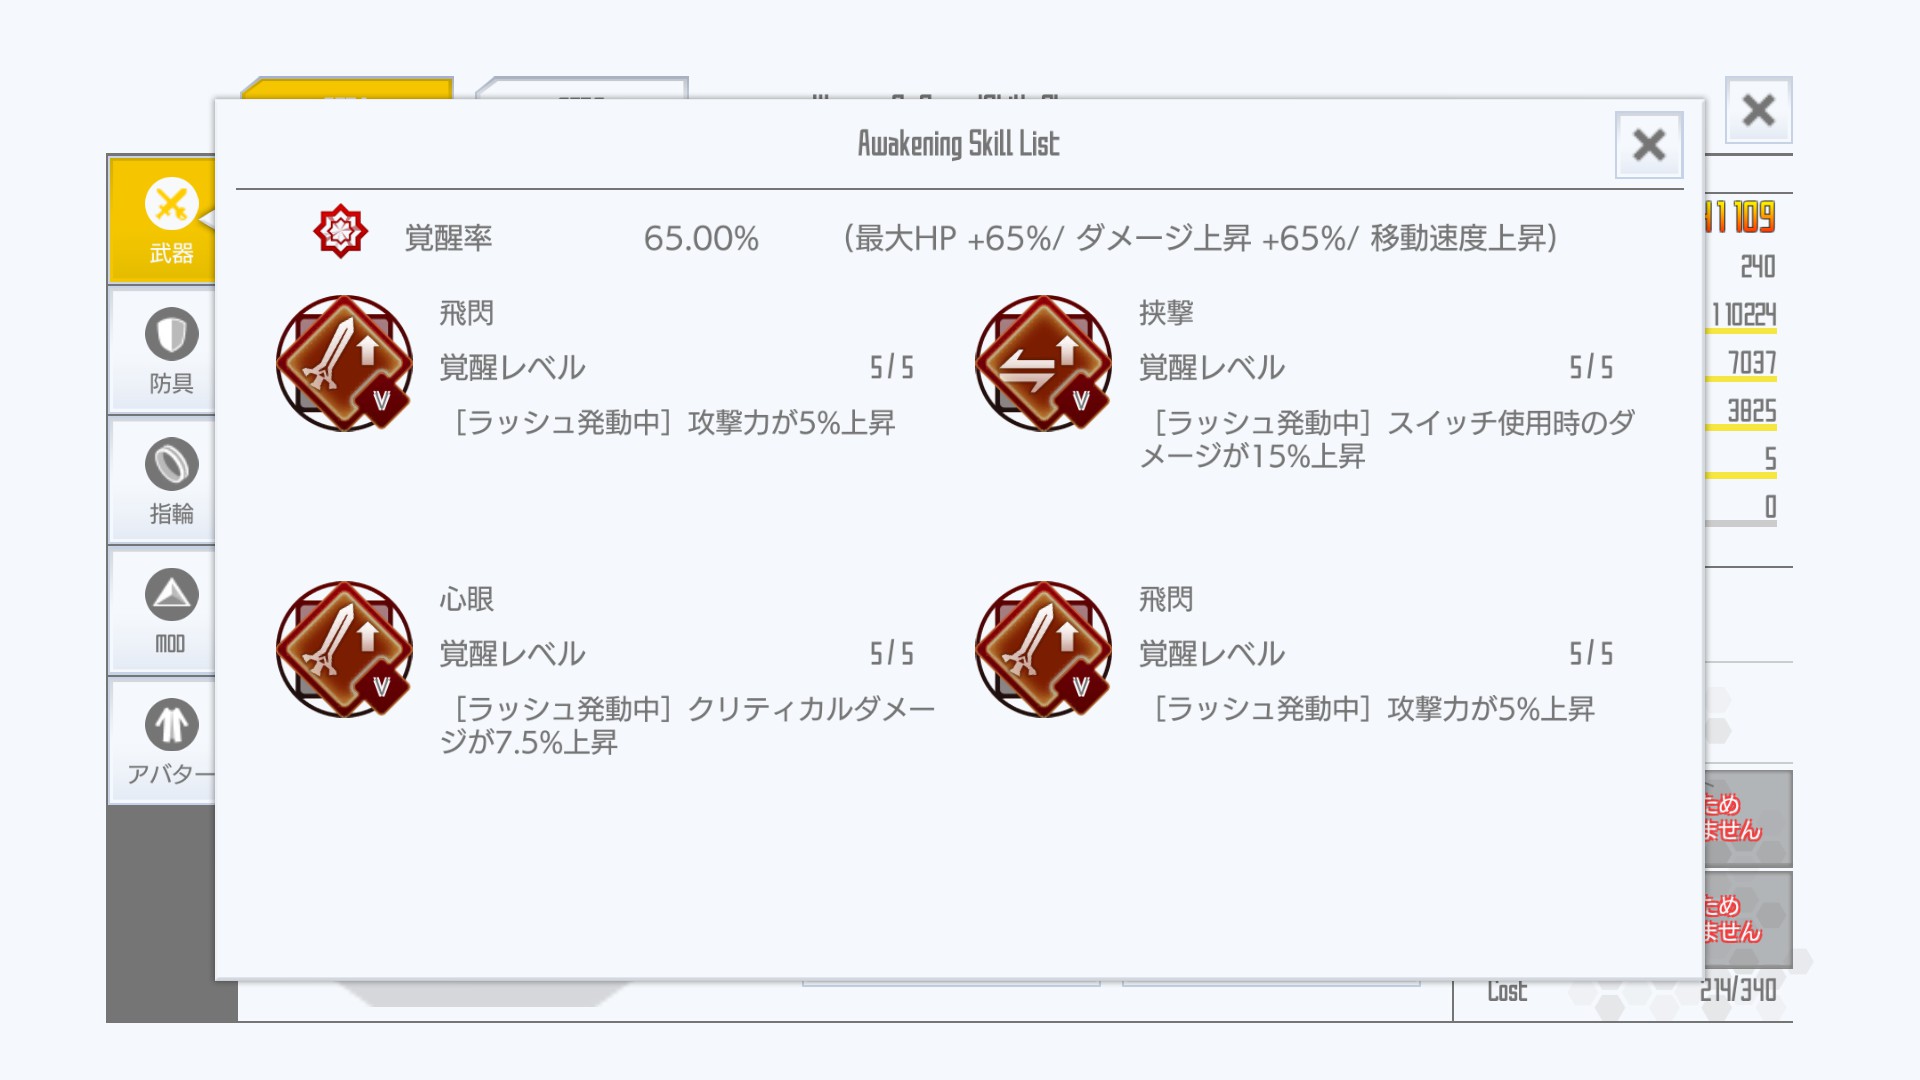 Awakening Skill List
覚醒率 65.00% (最大HP +65%/ ダメージ上昇 +65%/ 移動速度上昇)
飛閃
覚醒レベル 5/5
[ラッシュ発動中] 攻撃力が5%上昇
挟撃
覚醒レベル 5/5
[ラッシュ発動中] スイッチ使用時のダ
メージが15%上昇
心眼
覚醒レベル 5/5
[ラッシュ発動中] クリティカルダメー
ジが7.5%上昇
飛閃
覚醒レベル 5/5
[ラッシュ発動中] 攻撃力が5%上昇
V
V
V
V
武器
防具
指輪
MOD
アバター
1109
240
110224
7037
3825
5
0
ため
ません
ため
ません
Cost 214/340